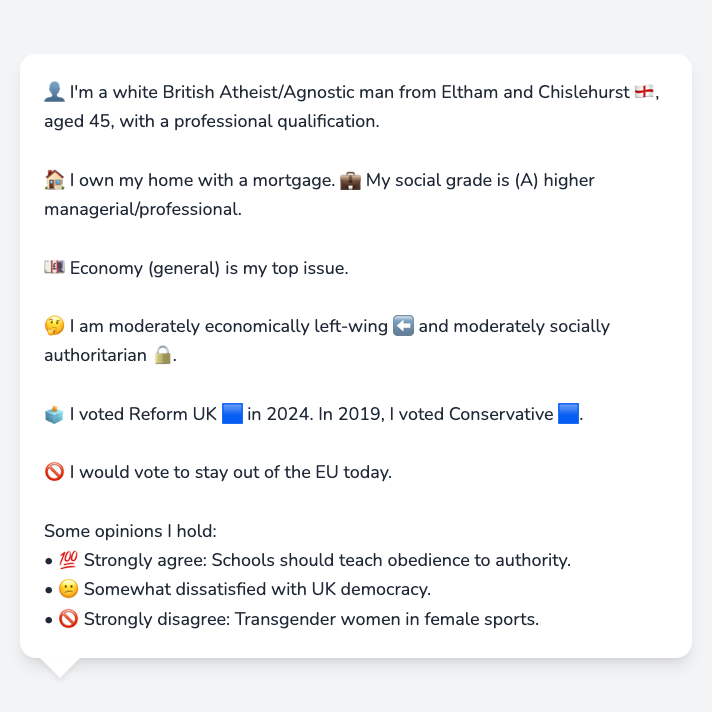 👤 I'm a white British Atheist/Agnostic man from Eltham and Chislehurst 🏴󠁧󠁢󠁥󠁮󠁧󠁿,
aged 45, with a professional qualification.
🏠 I own my home with a mortgage. 💼 My social grade is (A) higher
managerial/professional.
💷 Economy (general) is my top issue.
🤔 I am moderately economically left-wing ⬅️ and moderately socially
authoritarian 🔒.
🗳️ I voted Reform UK 🟦 in 2024. In 2019, I voted Conservative 🟦.
🚫 I would vote to stay out of the EU today.
Some opinions I hold:
• 💯 Strongly agree: Schools should teach obedience to authority.
• 😕 Somewhat dissatisfied with UK democracy.
• 🚫 Strongly disagree: Transgender women in female sports.